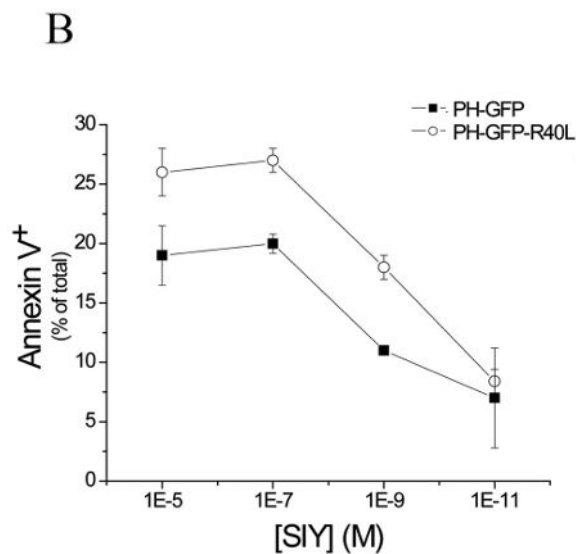 B
PH-GFP
PH-GFP-R40L
30
25
20
15
10
5
0
Annexin V+
(% of total)
1E-5 1E-7 1E-9 1E-11
[SIY] (M)